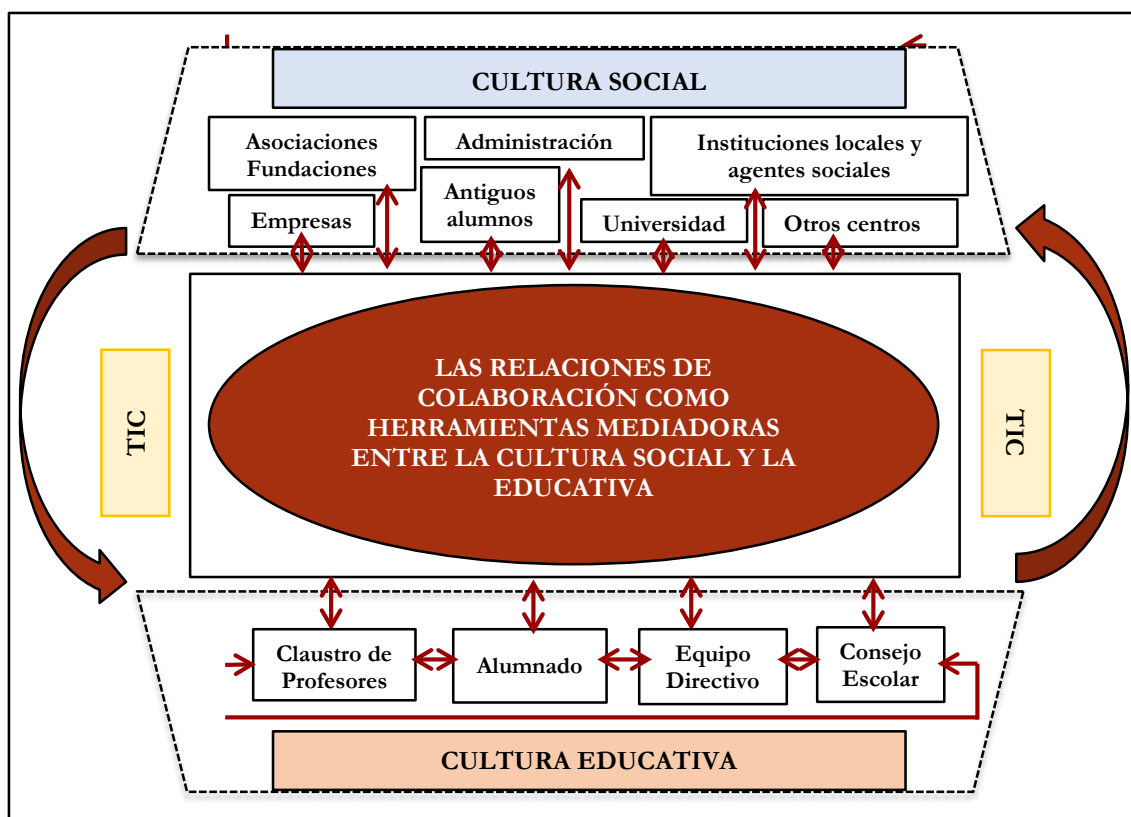 CULTURA SOCIAL
Asociaciones
Fundaciones
Administración
Instituciones locales y
agentes sociales
Empresas
Antiguos
alumnos
Universidad
Otros centros
TIC
LAS RELACIONES DE
COLABORACIÓN COMO
HERRAMIENTAS MEDIADORAS
ENTRE LA CULTURA SOCIAL Y LA
EDUCATIVA
TIC
Claustro de
Profesores
Alumnado
Equipo
Directivo
Consejo
Escolar
CULTURA EDUCATIVA